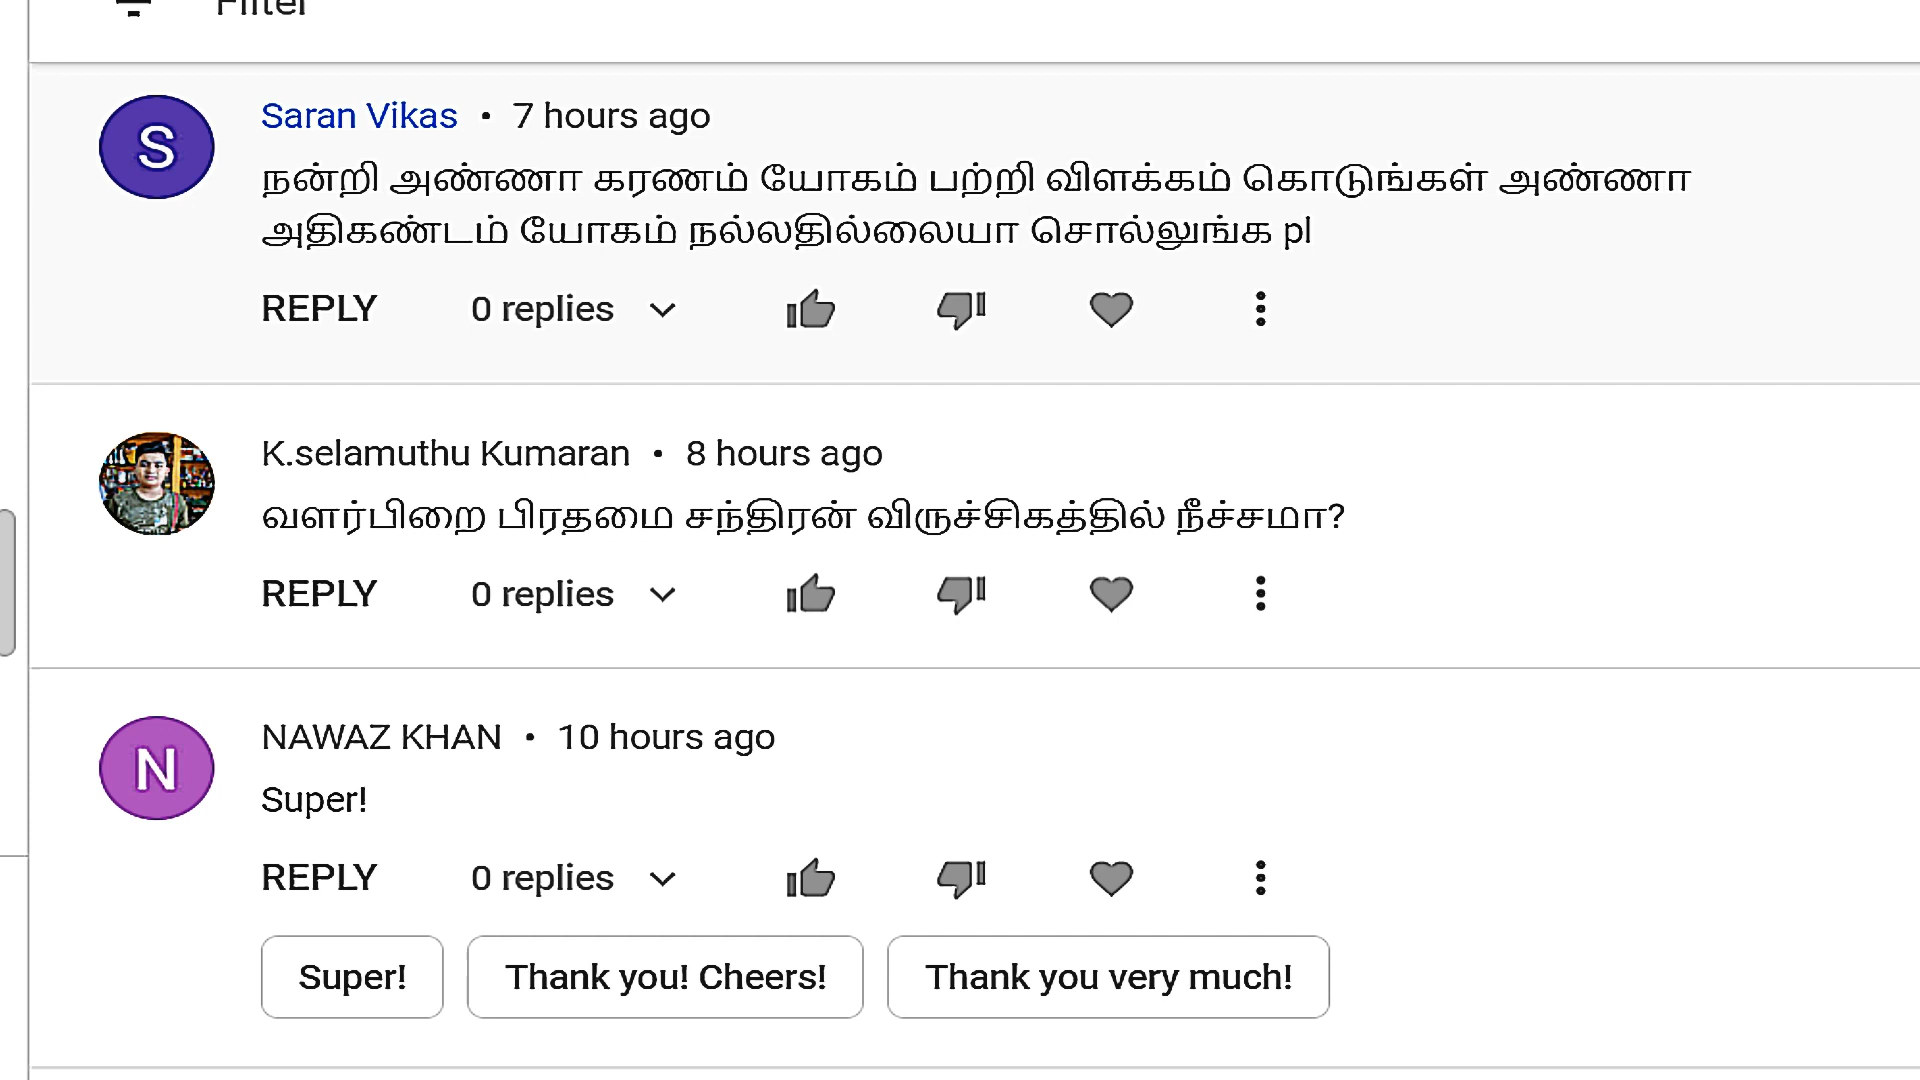 Filter
S
Saran Vikas • 7 hours ago
நன்றி அண்ணா கரணம் யோகம் பற்றி விளக்கம் கொடுங்கள் அண்ணா
அதிகண்டம் யோகம் நல்லதில்லையா சொல்லுங்க pl
REPLY 0 replies
K.selamuthu Kumaran • 8 hours ago
வளர்பிறை பிரதமை சந்திரன் விருச்சிகத்தில் நீச்சமா?
REPLY 0 replies
N
NAWAZ KHAN • 10 hours ago
Super!
REPLY 0 replies
Super! Thank you! Cheers! Thank you very much!